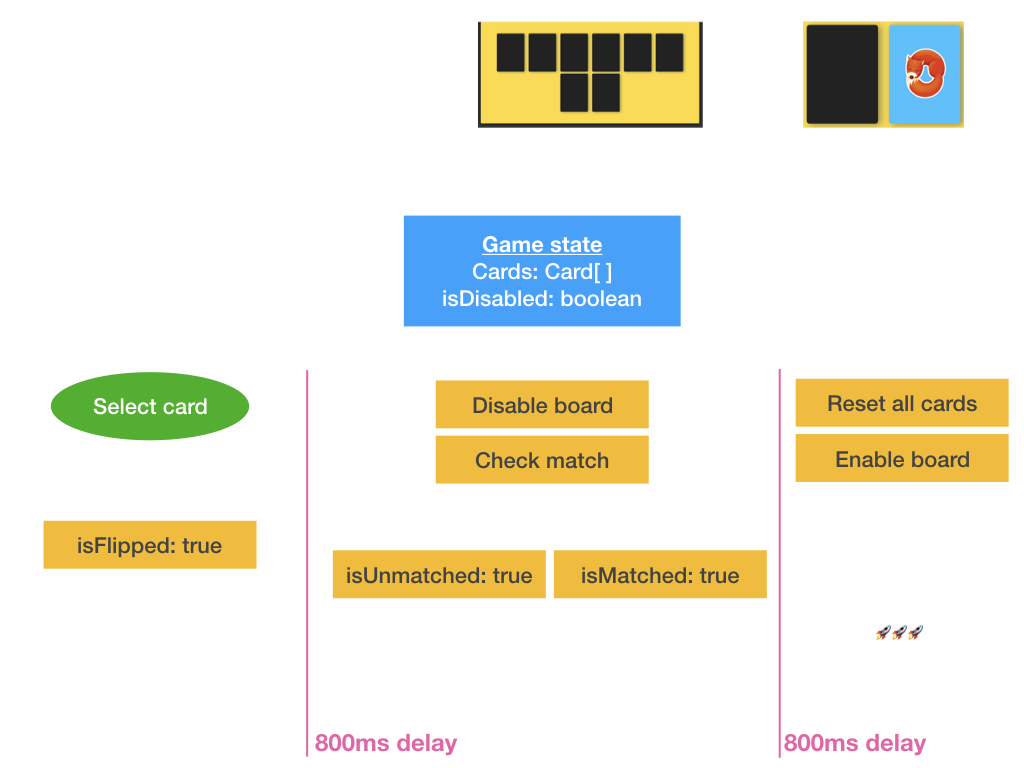 Game state
Cards: Card[ ]
isDisabled: boolean
Select card
isFlipped: true
Disable board
Check match
isUnmatched: true
isMatched: true
800ms delay
Reset all cards
Enable board
🚀🚀🚀
800ms delay